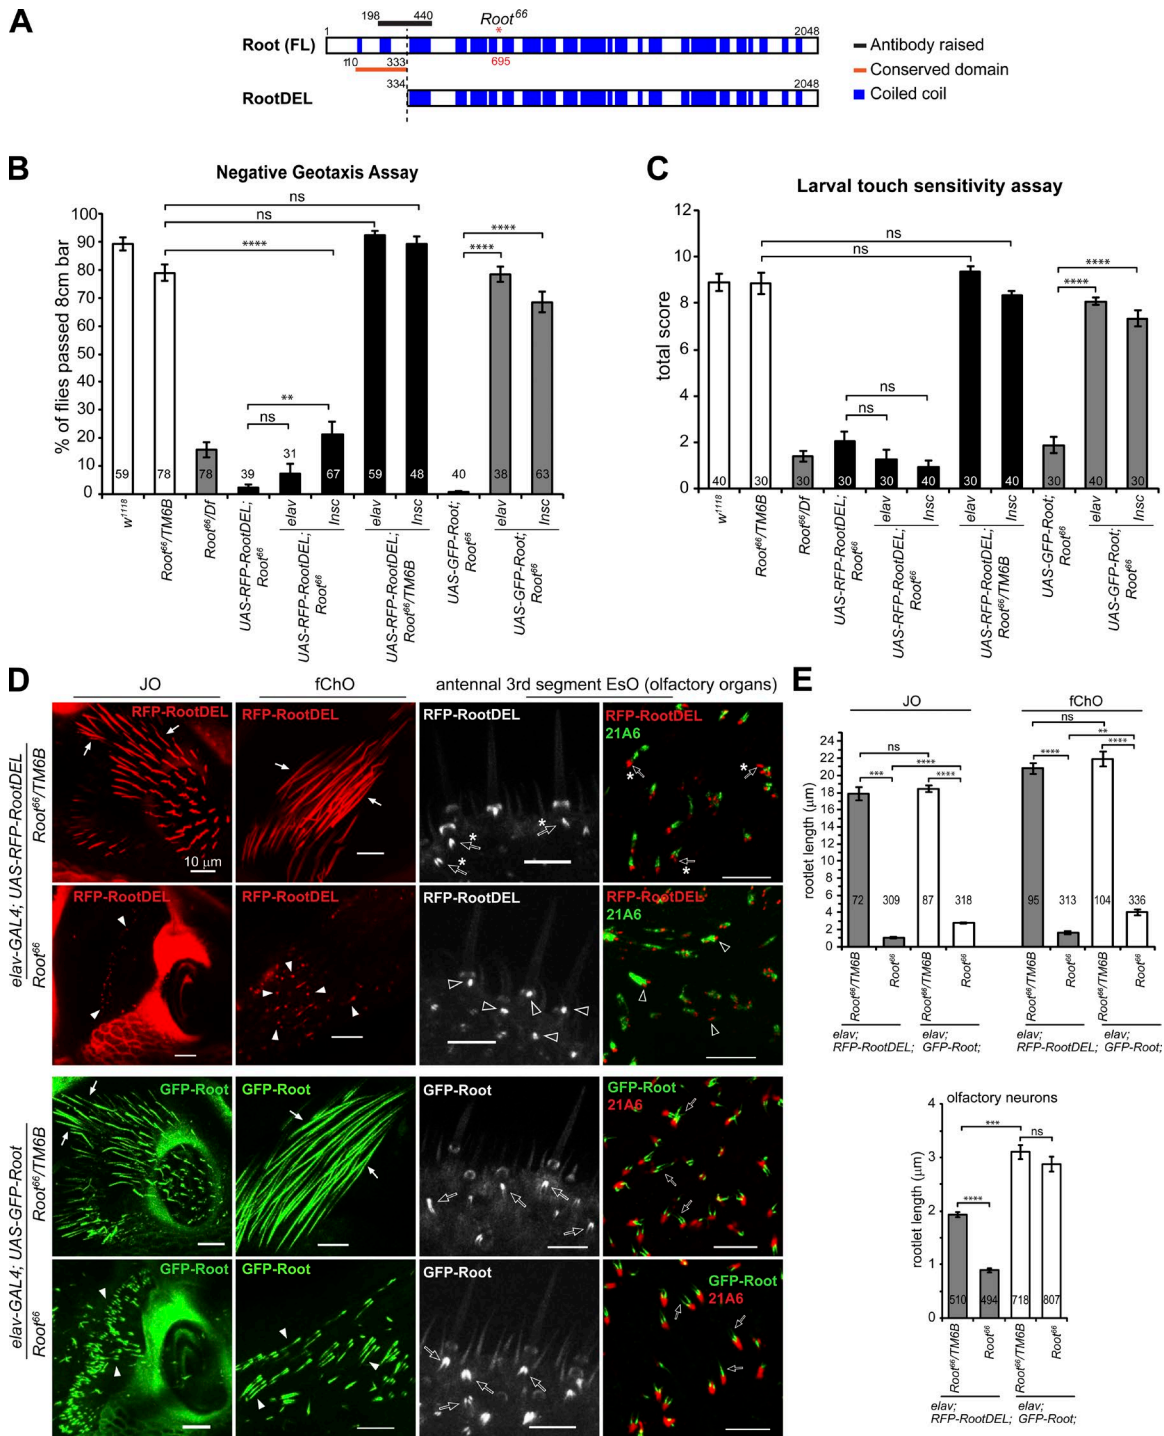 A
198 440 Root⁶⁶
*
1 2048
Root (FL)
110 333 695
334 2048
RootDEL
Antibody raised
Conserved domain
Coiled coil
B
Negative Geotaxis Assay
% of flies passed 8cm bar
100
90
80
70
60
50
40
30
20
10
0
ns
ns
****
**
ns
****
****
59 78 78 39 31 67 59 48 40 38 63
w¹¹¹⁸
Root⁶⁶/TM6B
Root⁶⁶/Df
UAS-RFP-RootDEL;
Root⁶⁶
elav Insc
UAS-RFP-RootDEL;
Root⁶⁶
elav Insc
UAS-RFP-RootDEL;
Root⁶⁶/TM6B
UAS-GFP-Root;
Root⁶⁶
elav Insc
UAS-GFP-Root;
Root⁶⁶
C
Larval touch sensitivity assay
total score
12
10
8
6
4
2
0
ns
ns
ns
ns
****
****
40 30 30 30 30 40 30 40 30 40 30
w¹¹¹⁸
Root⁶⁶/TM6B
Root⁶⁶/Df
UAS-RFP-RootDEL;
Root⁶⁶
elav Insc
UAS-RFP-RootDEL;
Root⁶⁶
elav Insc
UAS-RFP-RootDEL;
Root⁶⁶/TM6B
UAS-GFP-Root;
Root⁶⁶
elav Insc
UAS-GFP-Root;
Root⁶⁶
D
JO fChO antennal 3rd segment EsO (olfactory organs)
elav-GAL4; UAS-RFP-RootDEL
Root⁶⁶/TM6B
RFP-RootDEL RFP-RootDEL RFP-RootDEL RFP-RootDEL
21A6
* * * * * *
10 μm
Root⁶⁶
RFP-RootDEL RFP-RootDEL RFP-RootDEL RFP-RootDEL
21A6
elav-GAL4; UAS-GFP-Root
Root⁶⁶/TM6B
GFP-Root GFP-Root GFP-Root GFP-Root
21A6
Root⁶⁶
GFP-Root GFP-Root GFP-Root GFP-Root
21A6
E
JO fChO
rootlet length (μm)
24
22
20
18
16
14
12
10
8
6
4
2
0
ns
****
*** ****
ns
**
**** ****
72 309 87 318 95 313 104 336
Root⁶⁶/TM6B Root⁶⁶ Root⁶⁶/TM6B Root⁶⁶ Root⁶⁶/TM6B Root⁶⁶ Root⁶⁶/TM6B Root⁶⁶
elav; elav; elav; elav;
RFP-RootDEL; GFP-Root; RFP-RootDEL; GFP-Root;
olfactory neurons
rootlet length (μm)
4
3
2
1
0
***
ns
****
510 494 718 807
Root⁶⁶/TM6B Root⁶⁶ Root⁶⁶/TM6B Root⁶⁶
elav; elav;
RFP-RootDEL; GFP-Root;